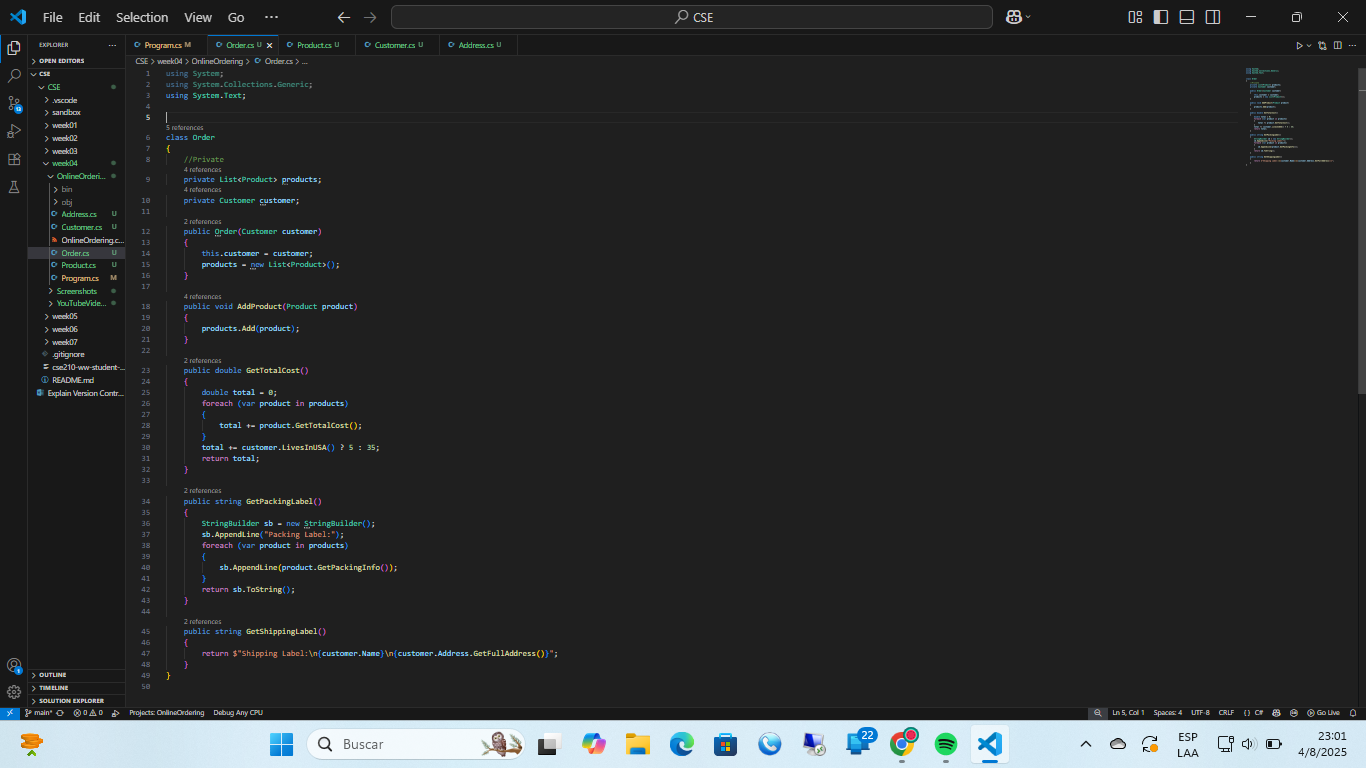 File Edit Selection View Go ··· CSE
EXPLORER ···
OPEN EDITORS
CSE
CSE
.vscode
sandbox
week01
week02
week03
week04
OnlineOrderi...
bin
obj
Address.cs U
Customer.cs U
OnlineOrdering.c...
Order.cs U
Product.cs U
Program.cs M
Screenshots
YouTubeVide...
week05
week06
week07
.gitignore
cse210-ww-student-...
README.md
Explain Version Contr...
OUTLINE
TIMELINE
SOLUTION EXPLORER
Program.cs M Order.cs U Product.cs U Customer.cs U Address.cs U
CSE > week04 > OnlineOrdering > Order.cs > ...
1 using System;
2 using System.Collections.Generic;
3 using System.Text;
4
5
5 references
6 class Order
7 {
8 //Private
4 references
9 private List<Product> products;
4 references
10 private Customer customer;
11
2 references
12 public Order(Customer customer)
13 {
14 this.customer = customer;
15 products = new List<Product>();
16 }
17
4 references
18 public void AddProduct(Product product)
19 {
20 products.Add(product);
21 }
22
2 references
23 public double GetTotalCost()
24 {
25 double total = 0;
26 foreach (var product in products)
27 {
28 total += product.GetTotalCost();
29 }
30 total += customer.LivesInUSA() ? 5 : 35;
31 return total;
32 }
33
2 references
34 public string GetPackingLabel()
35 {
36 StringBuilder sb = new StringBuilder();
37 sb.AppendLine("Packing Label:");
38 foreach (var product in products)
39 {
40 sb.AppendLine(product.GetPackingInfo());
41 }
42 return sb.ToString();
43 }
44
2 references
45 public string GetShippingLabel()
46 {
47 return $"Shipping Label:\n{customer.Name}\n{customer.Address.GetFullAddress()}";
48 }
49 }
50
main* 0 0 Projects: OnlineOrdering Debug Any CPU Ln 5, Col 1 Spaces: 4 UTF-8 CRLF {} C# Go Live
Buscar 22 ESP LAA 23:01 4/8/2025